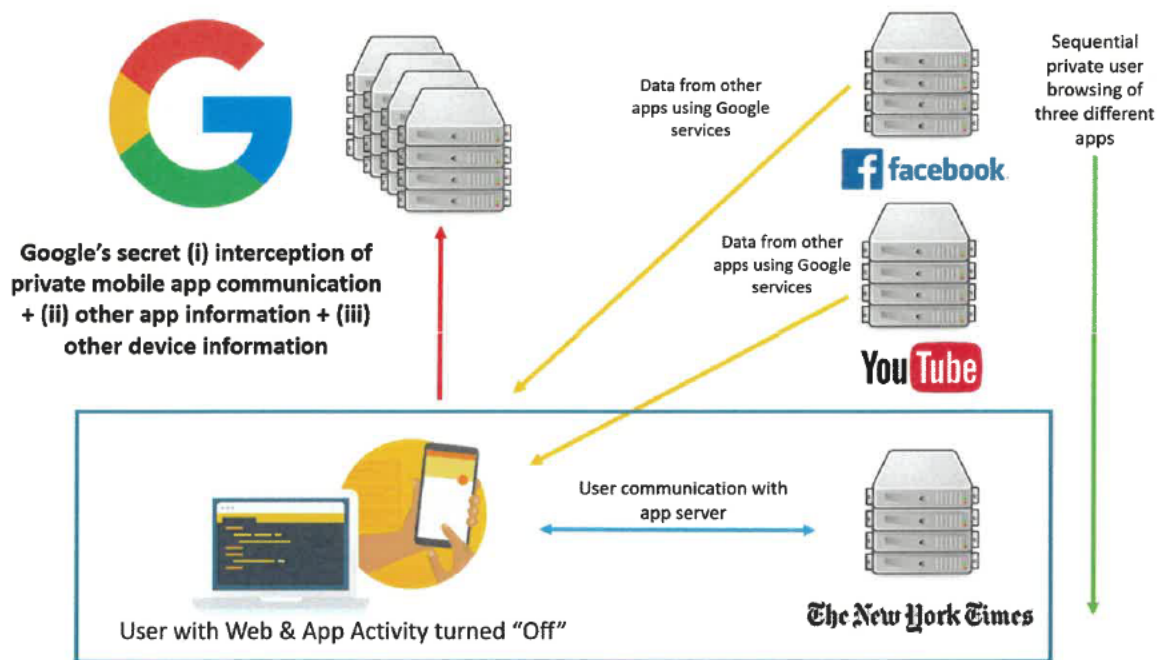 Google's secret (i) interception of
private mobile app communication
+ (ii) other app information + (iii)
other device information
Data from other
apps using Google
services
facebook
Data from other
apps using Google
services
YouTube
Sequential
private user
browsing of
three different
apps
User communication with
app server
The New York Times
User with Web & App Activity turned "Off"